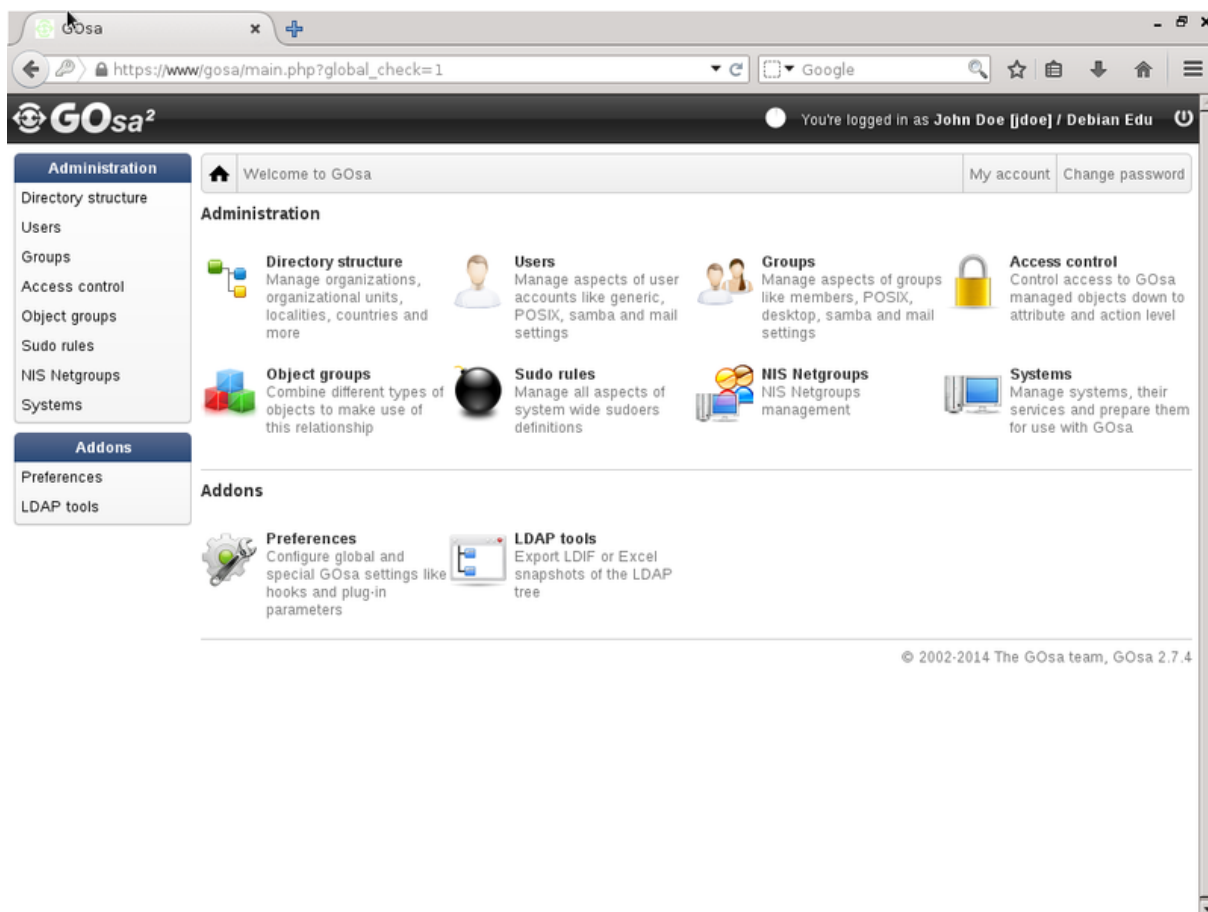 GOsa
https://www/gosa/main.php?global_check=1
Google
GOsa²
You're logged in as John Doe [jdoe] / Debian Edu
Administration
Directory structure
Users
Groups
Access control
Object groups
Sudo rules
NIS Netgroups
Systems
Addons
Preferences
LDAP tools
Welcome to GOsa
My account
Change password
Administration
Directory structure
Manage organizations,
organizational units,
localities, countries and
more
Users
Manage aspects of user
accounts like generic,
POSIX, samba and mail
settings
Groups
Manage aspects of groups
like members, POSIX,
desktop, samba and mail
settings
Access control
Control access to GOsa
managed objects down to
attribute and action level
Object groups
Combine different types of
objects to make use of
this relationship
Sudo rules
Manage all aspects of
system wide sudoers
definitions
NIS Netgroups
NIS Netgroups
management
Systems
Manage systems, their
services and prepare them
for use with GOsa
Addons
Preferences
Configure global and
special GOsa settings like
hooks and plug-in
parameters
LDAP tools
Export LDIF or Excel
snapshots of the LDAP
tree
© 2002-2014 The GOsa team, GOsa 2.7.4